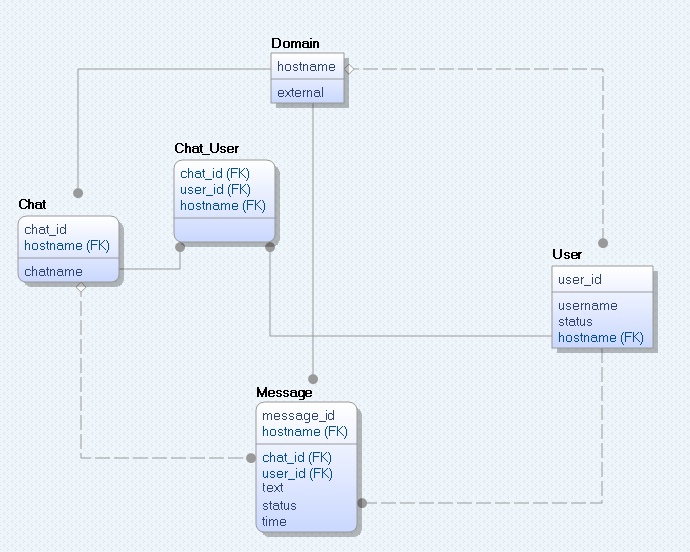 Domain
hostname
external
Chat_User
chat_id (FK)
user_id (FK)
hostname (FK)
Chat
chat_id
hostname (FK)
chatname
User
user_id
username
status
hostname (FK)
Message
message_id
hostname (FK)
chat_id (FK)
user_id (FK)
text
status
time